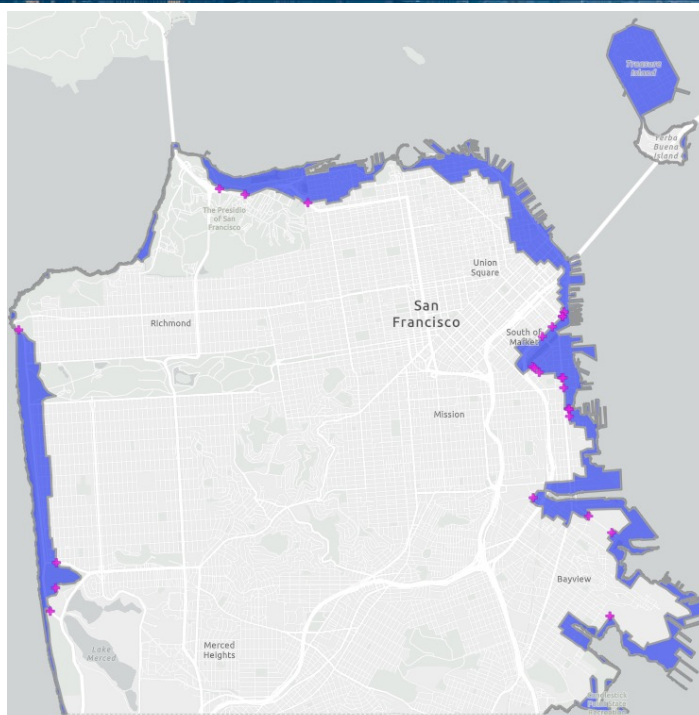 Treasure
Island
Yerba
Buena
Island
The Presidio
of San
Francisco
Union
Square
San
Francisco
Richmond
South of
Market
Mission
Bayview
Merced
Heights
Lake
Merced